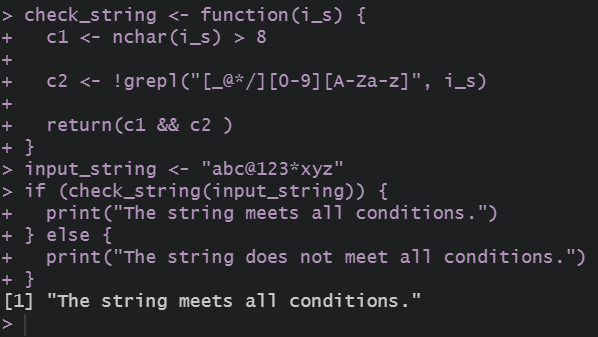 > check_string <- function(i_s) {
+   c1 <- nchar(i_s) > 8
+
+   c2 <- !grepl("[_@*/][0-9][A-Za-z]", i_s)
+
+   return(c1 && c2 )
+ }
> input_string <- "abc@123*xyz"
> if (check_string(input_string)) {
+   print("The string meets all conditions.")
+ } else {
+   print("The string does not meet all conditions.")
+ }
[1] "The string meets all conditions."
>